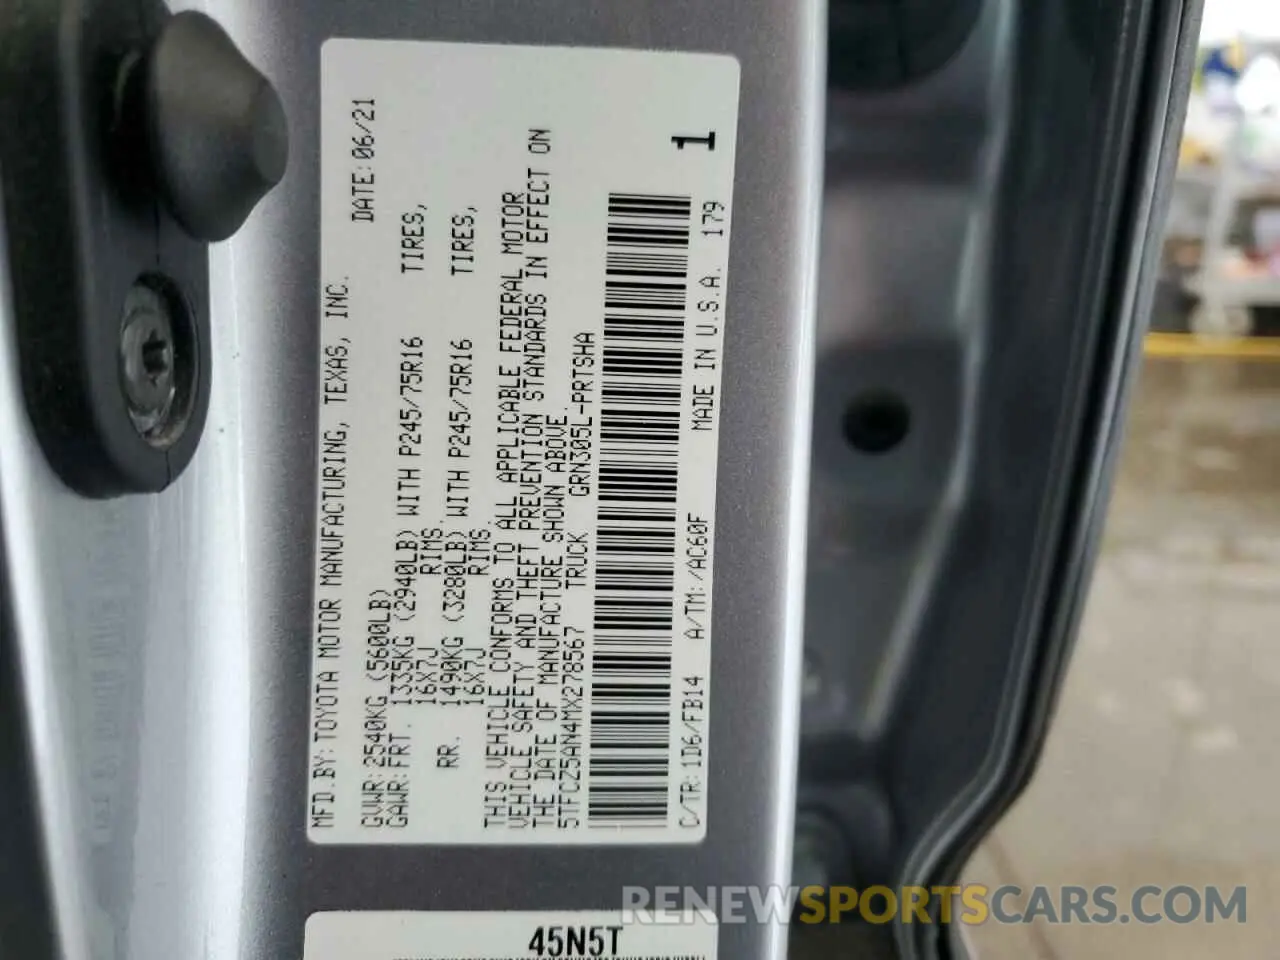 MFD.BY: TOYOTA MOTOR MANUFACTURING, TEXAS, INC.
DATE: 06/21
GVWR: 2540KG (5600LB)
GAWR: FRT. 1335KG (2940LB) WITH P245/75R16 TIRES,
16X7J RIMS.
RR. 1490KG (3280LB) WITH P245/75R16 TIRES,
16X7J RIMS.
THIS VEHICLE CONFORMS TO ALL APPLICABLE FEDERAL MOTOR
VEHICLE SAFETY AND THEFT PREVENTION STANDARDS IN EFFECT ON
THE DATE OF MANUFACTURE SHOWN ABOVE.
5TFCZ5AN4MX278567 TRUCK GRN305L-PRTSHA
1
C/TR: 1D6/FB14 A/TM: /AC60F MADE IN U.S.A. 179
45N5T
RENEWSPORTSCARS.COM